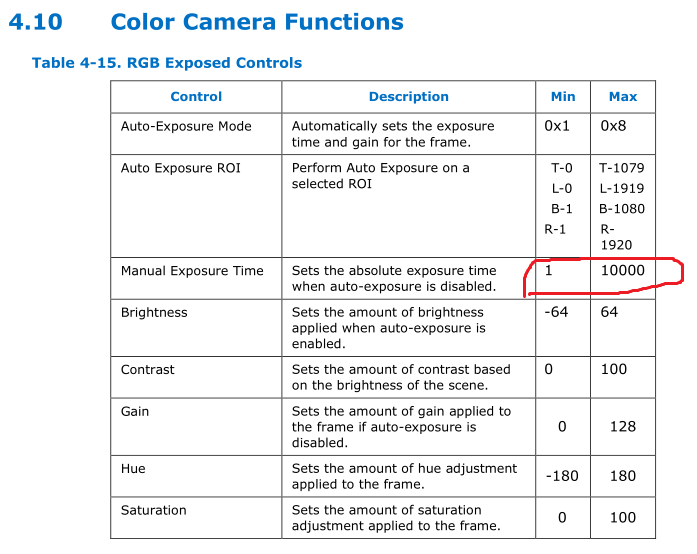 4.10 Color Camera Functions
Table 4-15. RGB Exposed Controls
Control Description Min Max
Auto-Exposure Mode Automatically sets the exposure 0x1 0x8
time and gain for the frame.
Auto Exposure ROI Perform Auto Exposure on a T-0 T-1079
selected ROI L-0 L-1919
B-1 B-1080
R-1 R-
1920
Manual Exposure Time Sets the absolute exposure time 1 10000
when auto-exposure is disabled.
Brightness Sets the amount of brightness -64 64
applied when auto-exposure is
enabled.
Contrast Sets the amount of contrast based 0 100
on the brightness of the scene.
Gain Sets the amount of gain applied to
the frame if auto-exposure is 0 128
disabled.
Hue Sets the amount of hue adjustment -180 180
applied to the frame.
Saturation Sets the amount of saturation 0 100
adjustment applied to the frame.